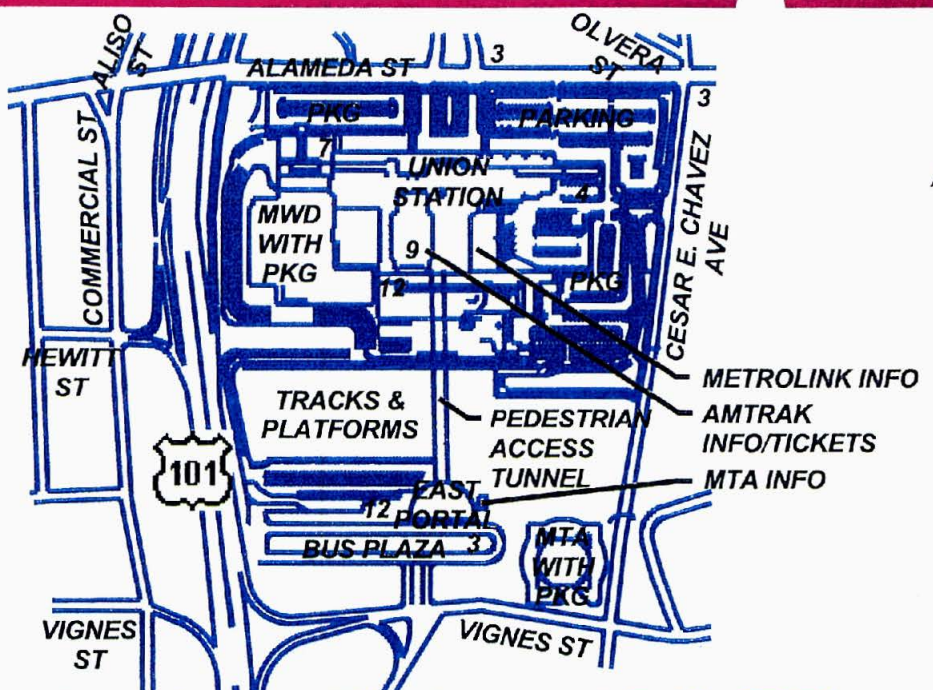 ALISO
ST
ALAMEDA ST
3
OLVERA
ST
3
PKG
PARKING
7
UNION
STATION
4
COMMERCIAL ST
MWD
WITH
PKG
9
CESAR E. CHAVEZ
AVE
12
PKG
HEWITT
ST
METROLINK INFO
TRACKS &
PLATFORMS
PEDESTRIAN
ACCESS
TUNNEL
AMTRAK
INFO/TICKETS
101
MTA INFO
12
EAST
PORTAL
BUS PLAZA
3
MTA
WITH
PKG
VIGNES
ST
VIGNES ST